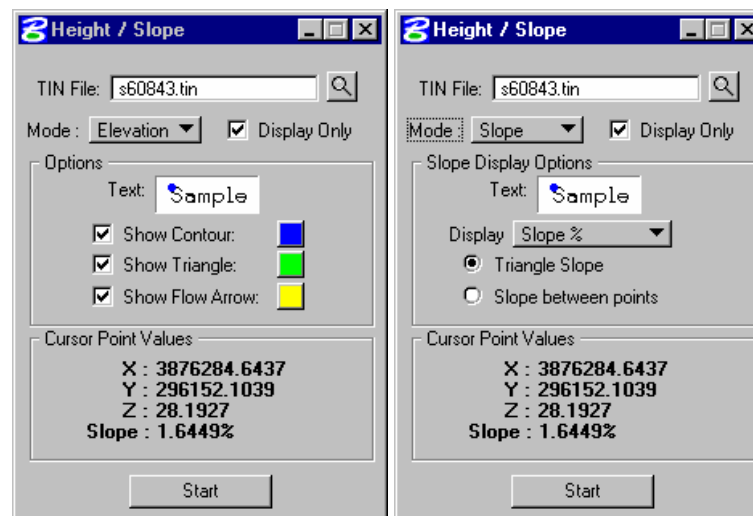 Height / Slope
TIN File: s60843.tin
Mode : Elevation Display Only
Options
Text: Sample
Show Contour:
Show Triangle:
Show Flow Arrow:
Cursor Point Values
X : 3876284.6437
Y : 296152.1039
Z : 28.1927
Slope : 1.6449%
Start
Height / Slope
TIN File: s60843.tin
Mode : Slope Display Only
Slope Display Options
Text: Sample
Display Slope %
Triangle Slope
Slope between points
Cursor Point Values
X : 3876284.6437
Y : 296152.1039
Z : 28.1927
Slope : 1.6449%
Start